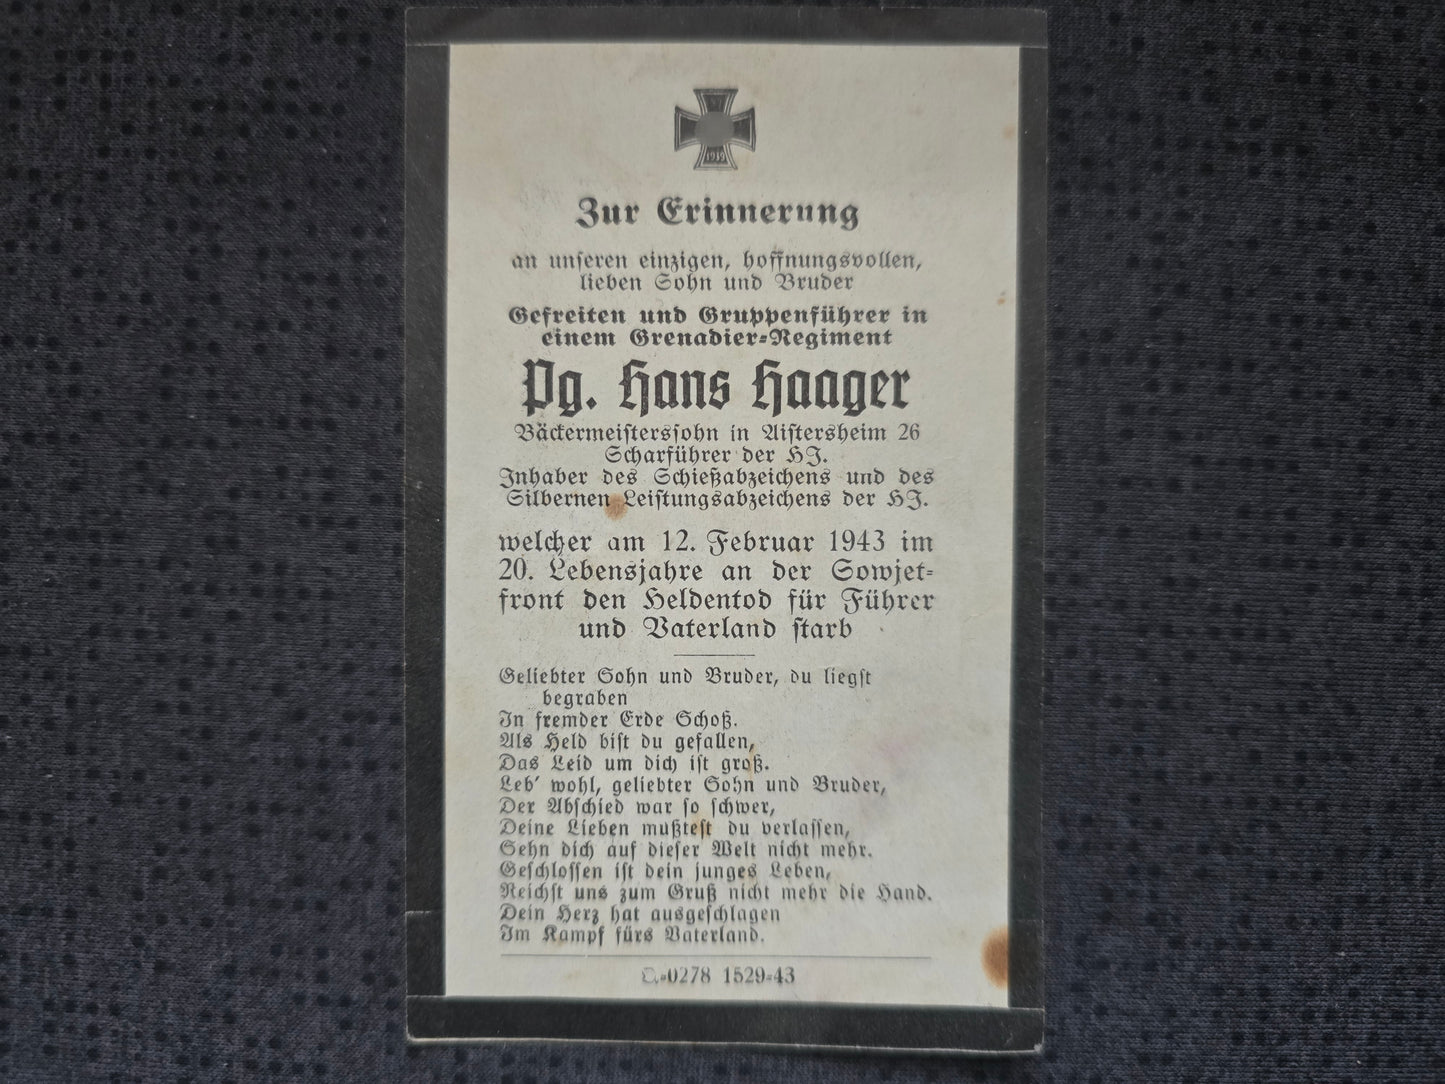 1939
Zur Erinnerung
an unseren einzigen, hoffnungsvollen,
lieben Sohn und Bruder
Gefreiten und Gruppenführer in
einem Grenadier-Regiment
Pg. Hans Haager
Bäckermeisterssohn in Aistersheim 26
Scharführer der HJ.
Inhaber des Schießabzeichens und des
Silbernen Leistungsabzeichens der HJ.
welcher am 12. Februar 1943 im
20. Lebensjahre an der Sowjet-
front den Heldentod für Führer
und Vaterland starb
Geliebter Sohn und Bruder, du liegst
begraben
In fremder Erde Schoß.
Als Held bist du gefallen,
Das Leid um dich ist groß.
Leb' wohl, geliebter Sohn und Bruder,
Der Abschied war so schwer,
Deine Lieben mußtest du verlassen,
Sehn dich auf dieser Welt nicht mehr.
Geschlossen ist dein junges Leben,
Reichst uns zum Gruß nicht mehr die Hand.
Dein Herz hat ausgeschlagen
Im Kampf fürs Vaterland.
D.-0278 1529-43